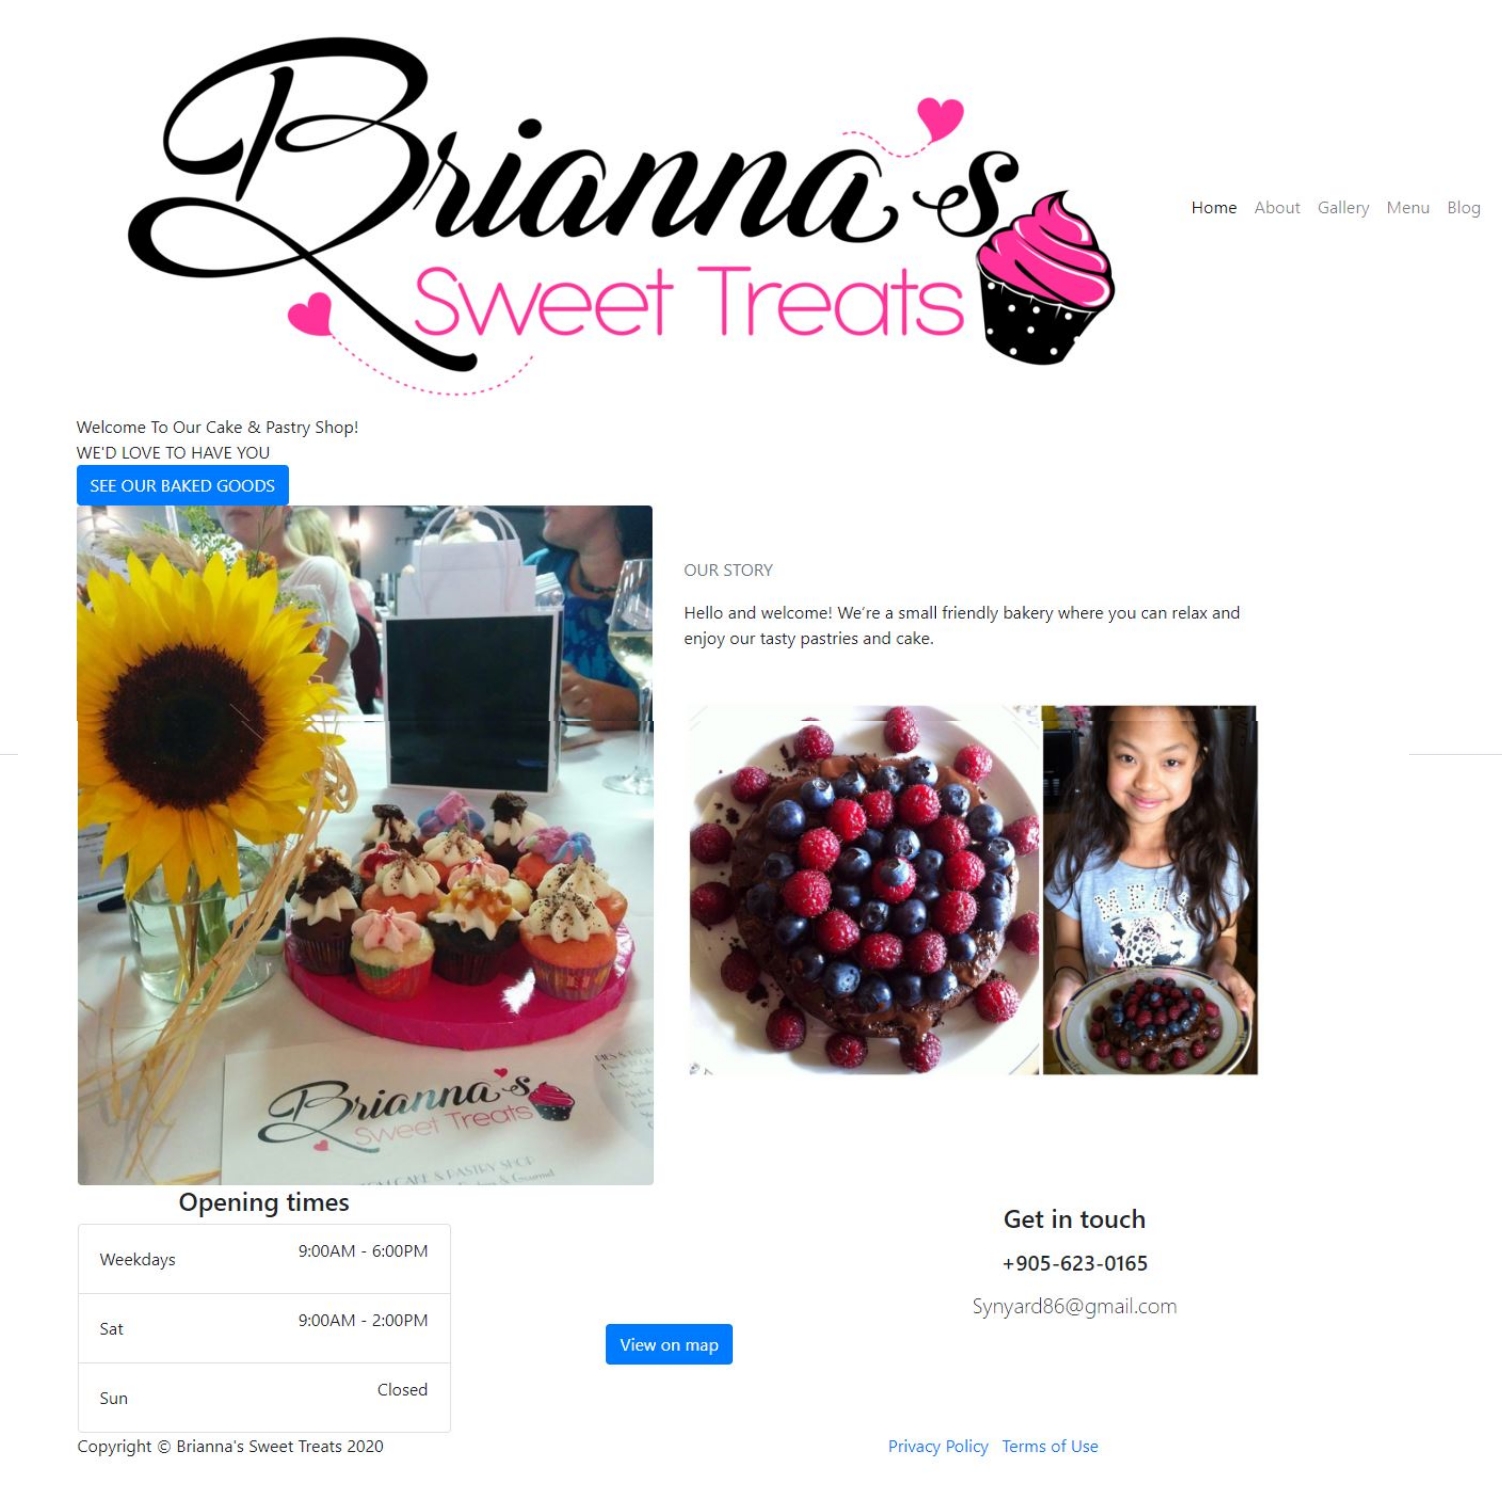 Brianna's
Sweet Treats
Home About Gallery Menu Blog
Welcome To Our Cake & Pastry Shop!
WE'D LOVE TO HAVE YOU
SEE OUR BAKED GOODS
OUR STORY
Hello and welcome! We’re a small friendly bakery where you can relax and
enjoy our tasty pastries and cake.
MEOW
Brianna's
Sweet Treats
CAKE & PASTRY SHOP
Opening times
Weekdays 9:00AM - 6:00PM
Sat 9:00AM - 2:00PM
Sun Closed
View on map
Get in touch
+905-623-0165
Synyard86@gmail.com
Copyright © Brianna's Sweet Treats 2020
Privacy Policy Terms of Use